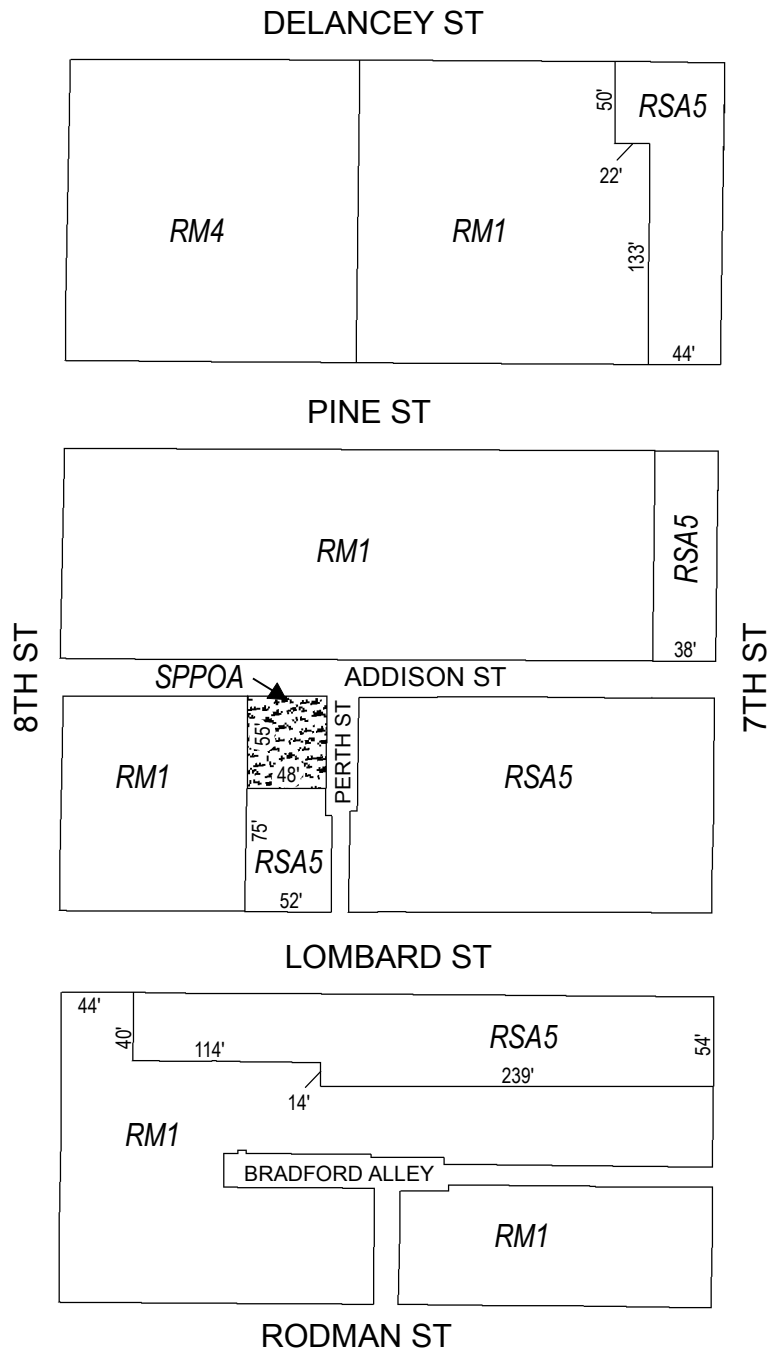 DELANCEY ST
50'
RSA5
22'
RM4
RM1
133'
44'
PINE ST
RM1
RSA5
38'
8TH ST
7TH ST
SPPOA
ADDISON ST
55'
48'
PERTH ST
RM1
RSA5
75'
RSA5
52'
LOMBARD ST
44'
40'
RSA5
54'
114'
239'
14'
RM1
BRADFORD ALLEY
RM1
RODMAN ST